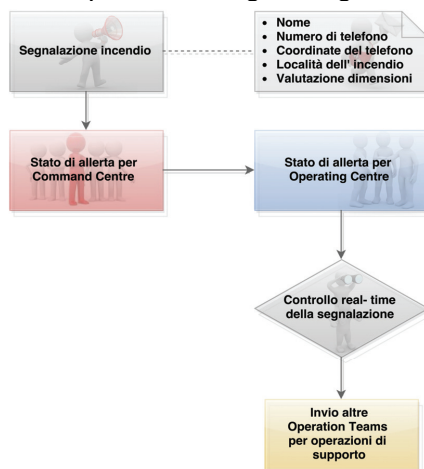 Segnalazione incendio
• Nome
• Numero di telefono
• Coordinate del telefono
• Località dell' incendio
• Valutazione dimensioni
Stato di allerta per
Command Centre
Stato di allerta per
Operating Centre
Controllo real- time
della segnalazione
Invio altre
Operation Teams
per operazioni di
supporto